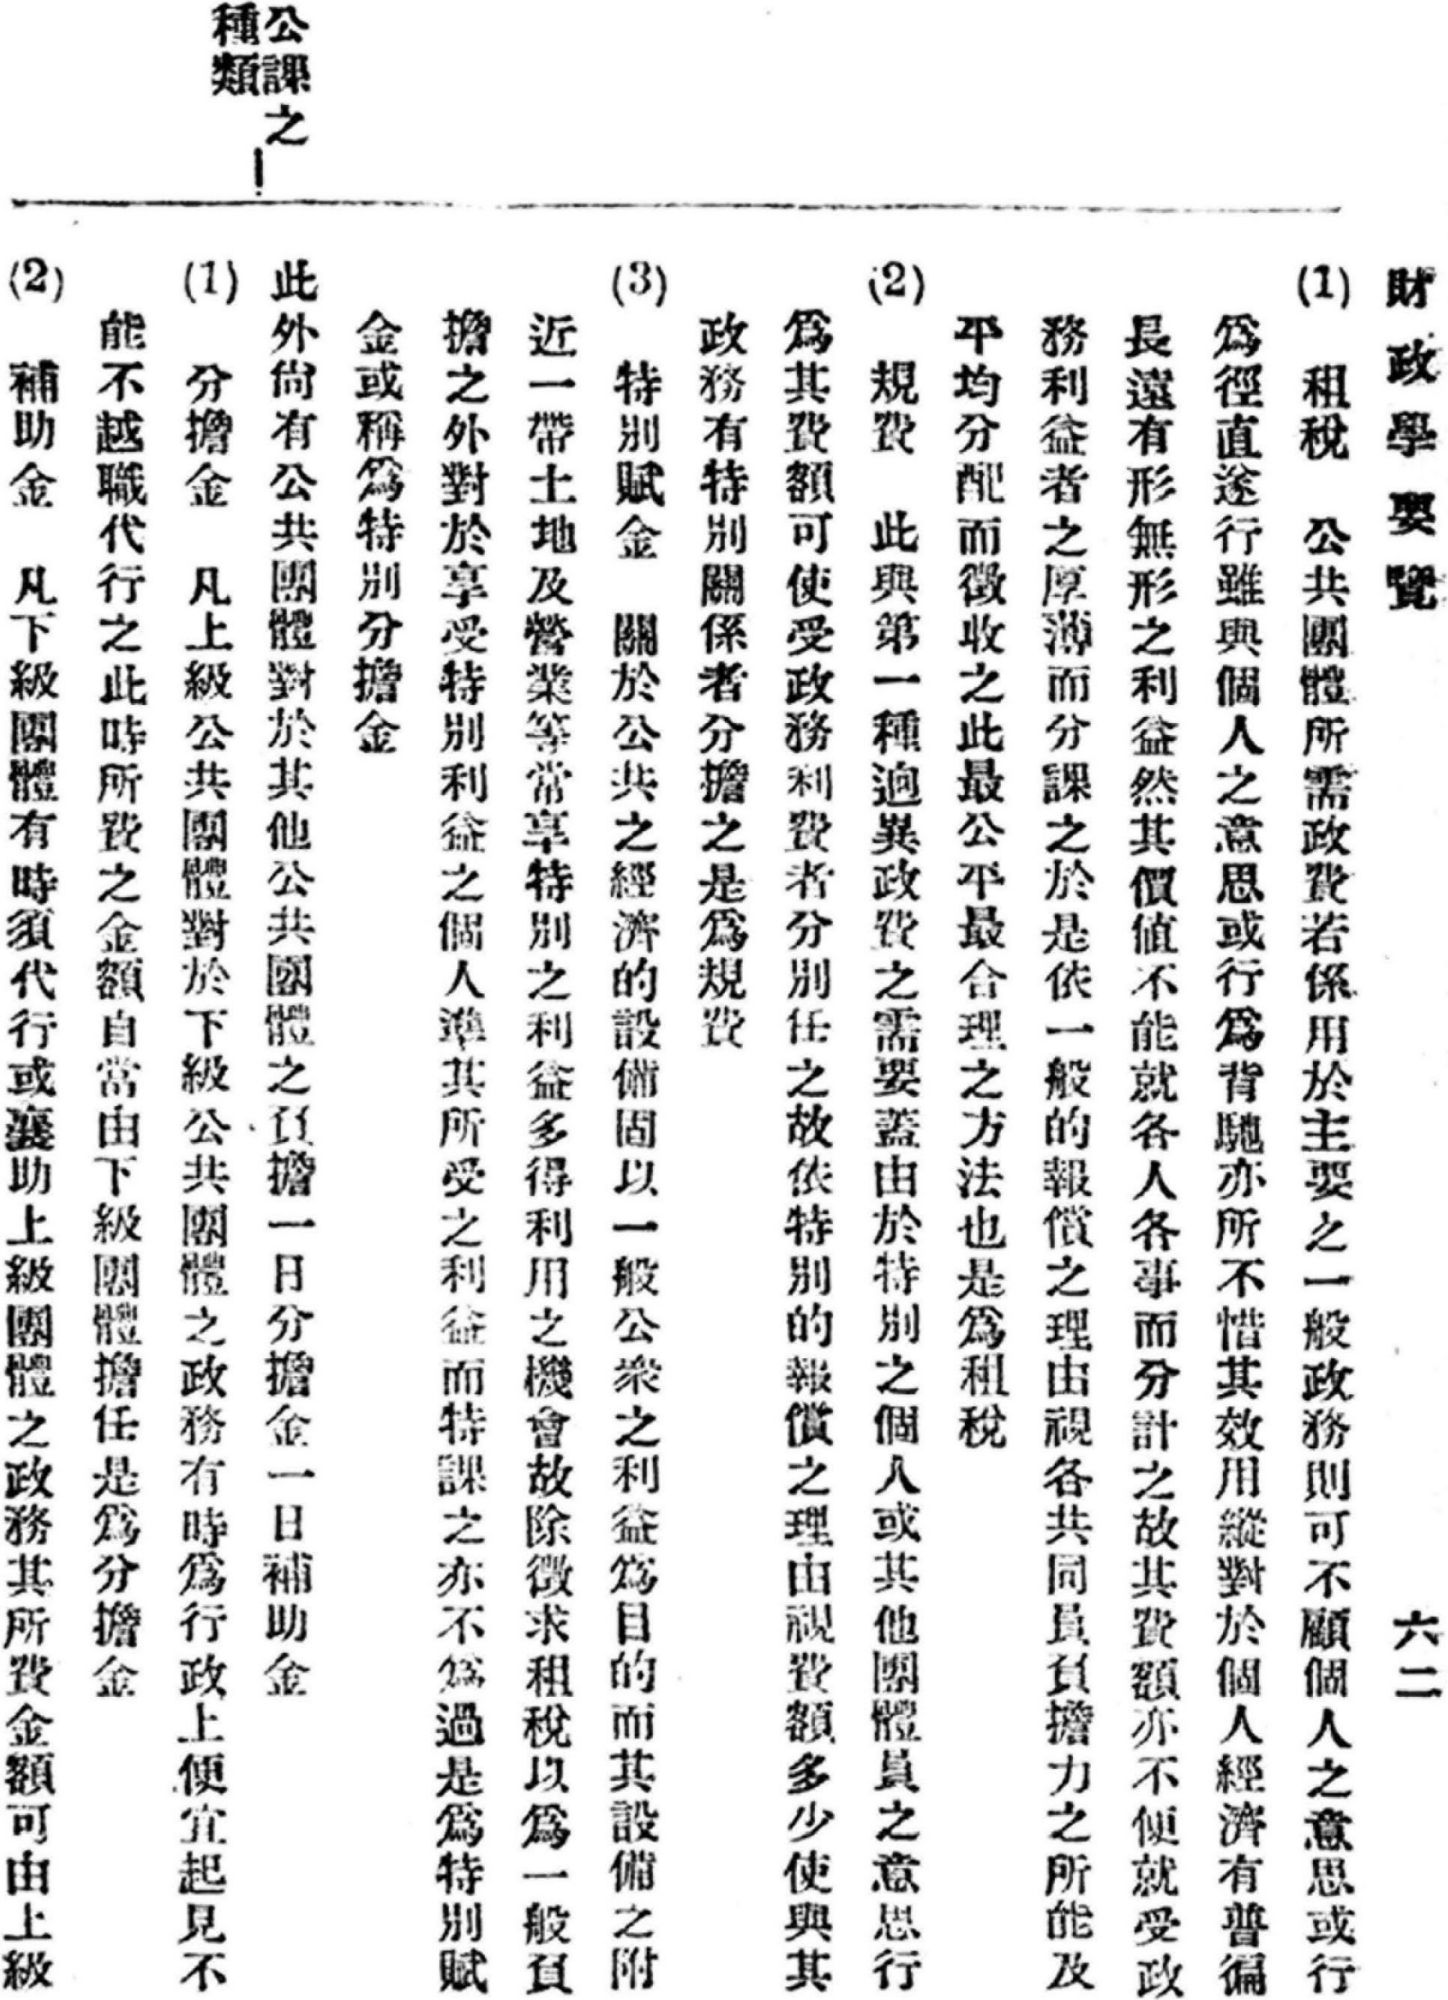 財政學要覽
六二
(1) 租稅 公共團體所需政費若係用於主要之一般政務則可不顧個人之意思或行
爲徑直遂行雖與個人之意思或行爲背馳亦所不惜其效用縱對於個人經濟有普徧
長遠有形無形之利益然其價值不能就各人各事而分計之故其費額亦不便就受政
務利益者之厚薄而分課之於是依一般的報償之理由視各共同員負擔力之所能及
平均分配而徵收之此最公平最合理之方法也是爲租稅
(2) 規費 此與第一種逈異政費之需要蓋由於特別之個人或其他團體員之意思行
爲其費額可使受政務利費者分別任之故依特別的報償之理由視費額多少使與其
政務有特別關係者分擔之是爲規費
(3) 特別賦金 關於公共之經濟的設備固以一般公衆之利益爲目的而其設備之附
近一帶土地及營業等常享特別之利益多得利用之機會故除徵求租稅以爲一般負
擔之外對於享受特別利益之個人準其所受之利益而特課之亦不爲過是爲特別賦
金或稱爲特別分擔金
公課之
種類
此外尙有公共團體對於其他公共團體之負擔一曰分擔金一曰補助金
(1) 分擔金 凡上級公共團體對於下級公共團體之政務有時爲行政上便宜起見不
能不越職代行之此時所費之金額自當由下級團體擔任是爲分擔金
(2) 補助金 凡下級團體有時須代行或襄助上級團體之政務其所費金額可由上級